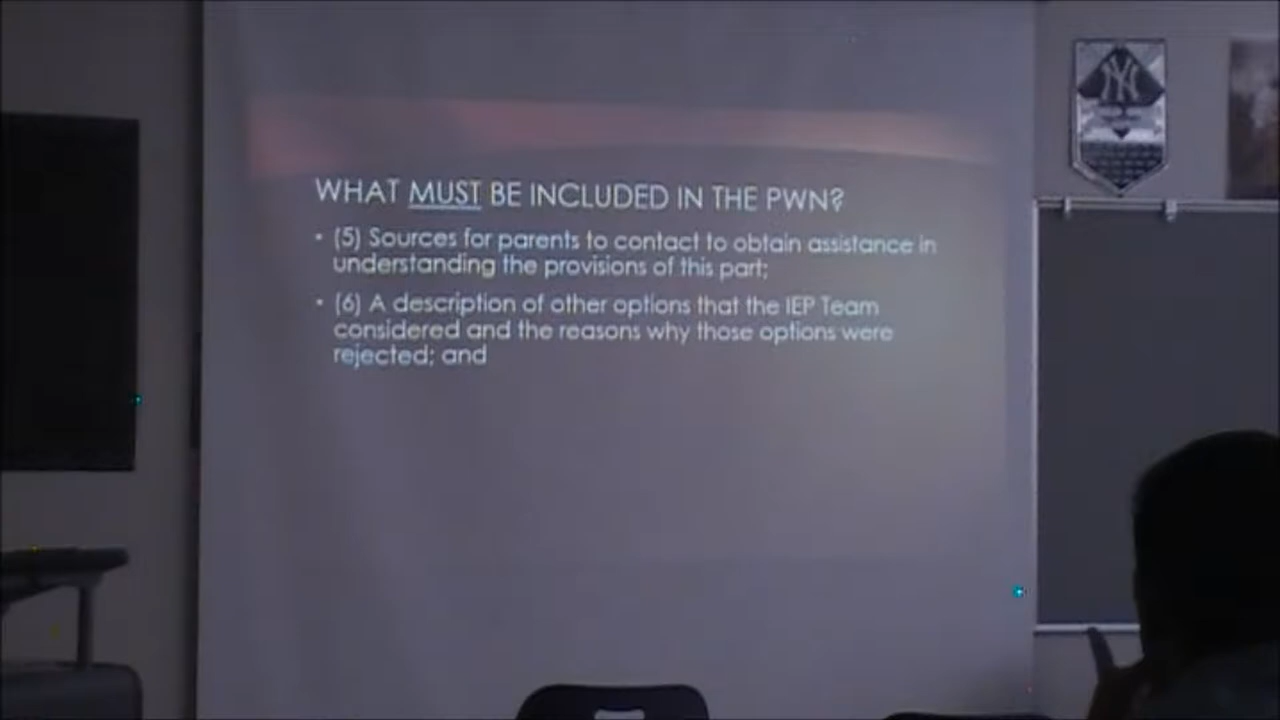 WHAT MUST BE INCLUDED IN THE PWN?
• (5) Sources for parents to contact to obtain assistance in
understanding the provisions of this part;
• (6) A description of other options that the IEP Team
considered and the reasons why those options were
rejected; and
NY